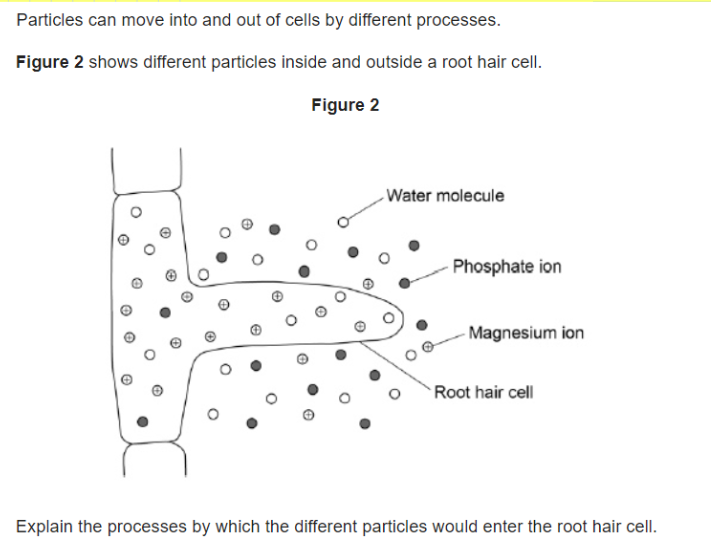 Particles can move into and out of cells by different processes.
Figure 2 shows different particles inside and outside a root hair cell.
Figure 2
Water molecule
Phosphate ion
Magnesium ion
Root hair cell
Explain the processes by which the different particles would enter the root hair cell.